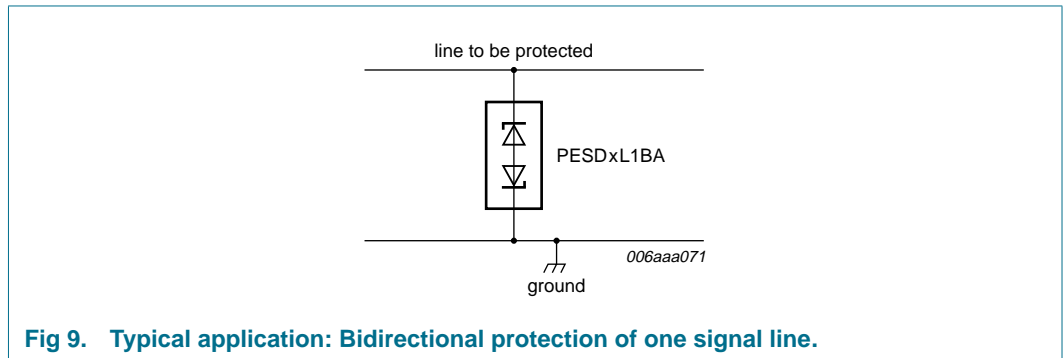 line to be protected
PESDxL1BA
006aaa071
ground
Fig 9. Typical application: Bidirectional protection of one signal line.